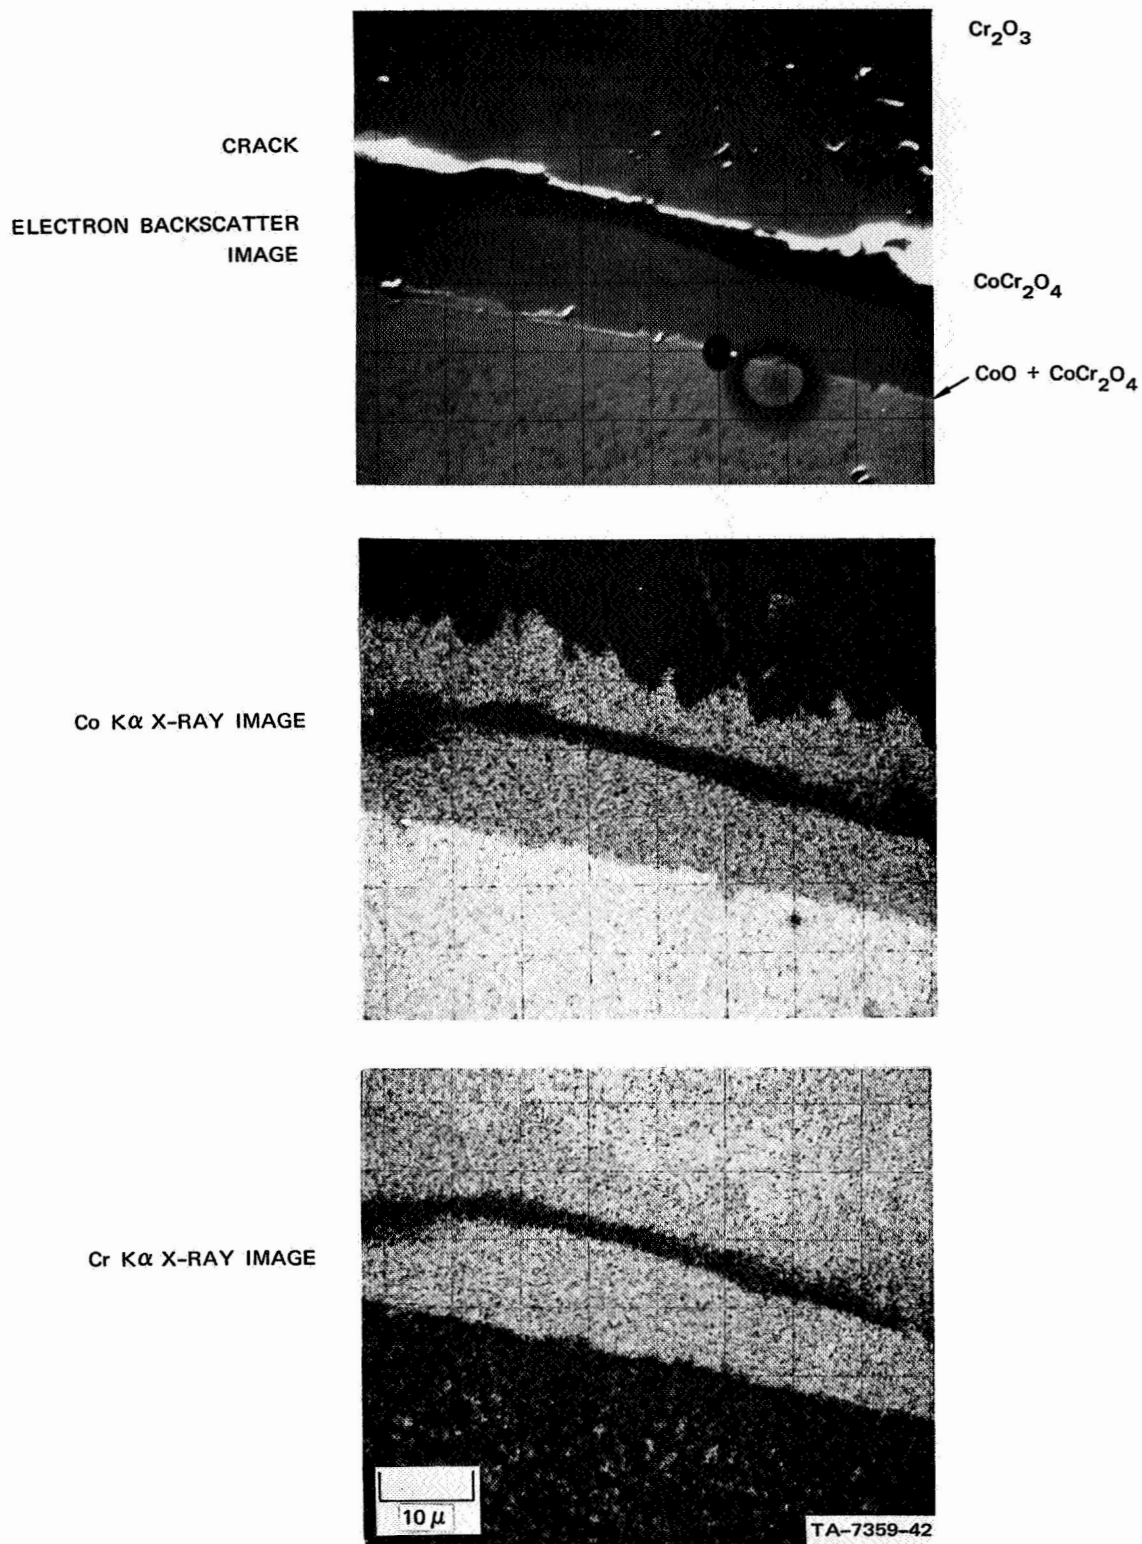 Cr₂O₃
CRACK
ELECTRON BACKSCATTER
IMAGE
CoCr₂O₄
CoO + CoCr₂O₄
Co Kα X-RAY IMAGE
Cr Kα X-RAY IMAGE
10 μ
TA-7359-42